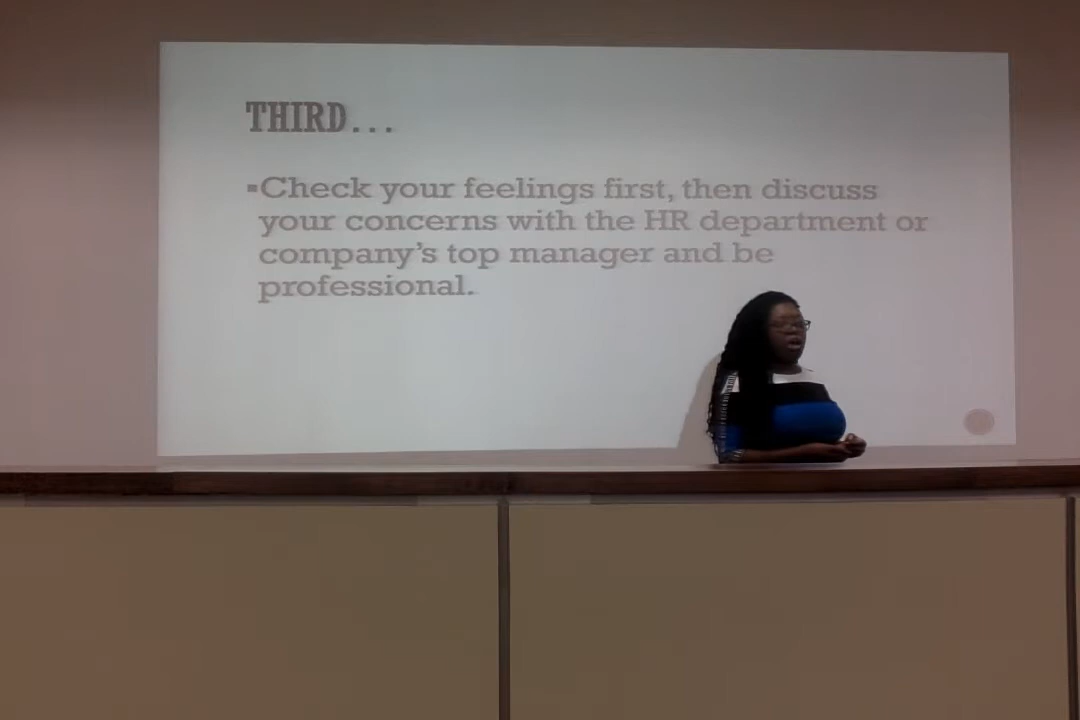 THIRD...
▪Check your feelings first, then discuss
your concerns with the HR department or
company's top manager and be
professional.